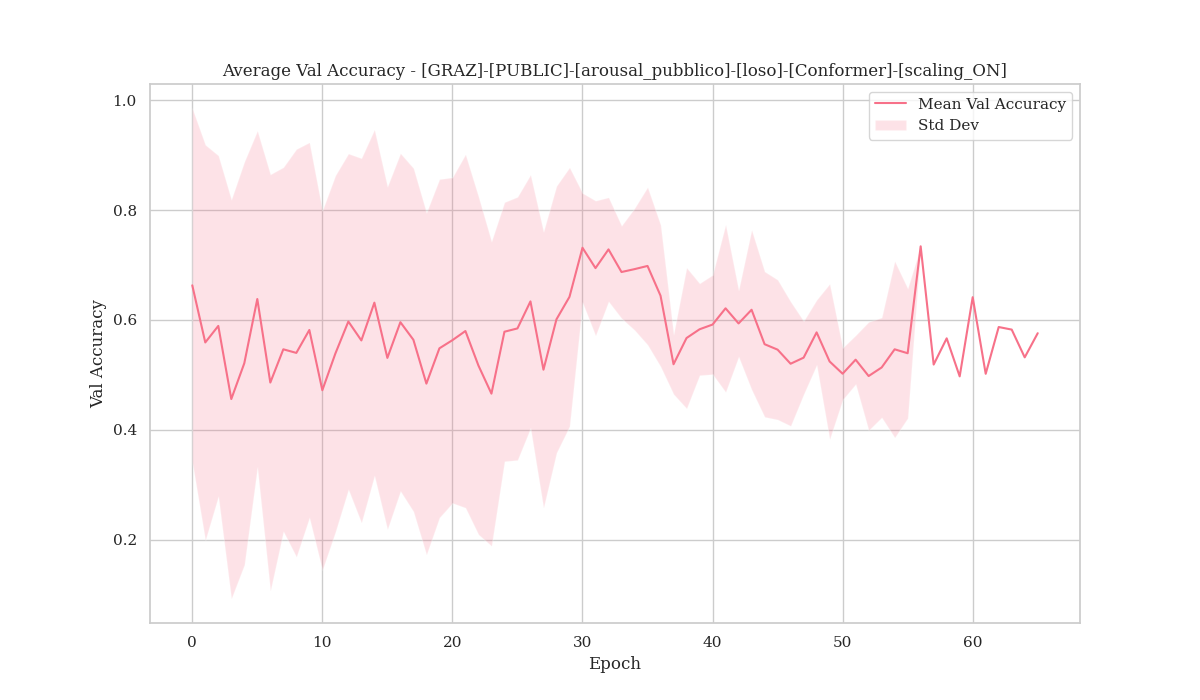 Average Val Accuracy - [GRAZ]-[PUBLIC]-[arousal_pubblico]-[loso]-[Conformer]-[scaling_ON]
Mean Val Accuracy
Std Dev
1.0
0.8
0.6
0.4
0.2
Val Accuracy
0 10 20 30 40 50 60
Epoch